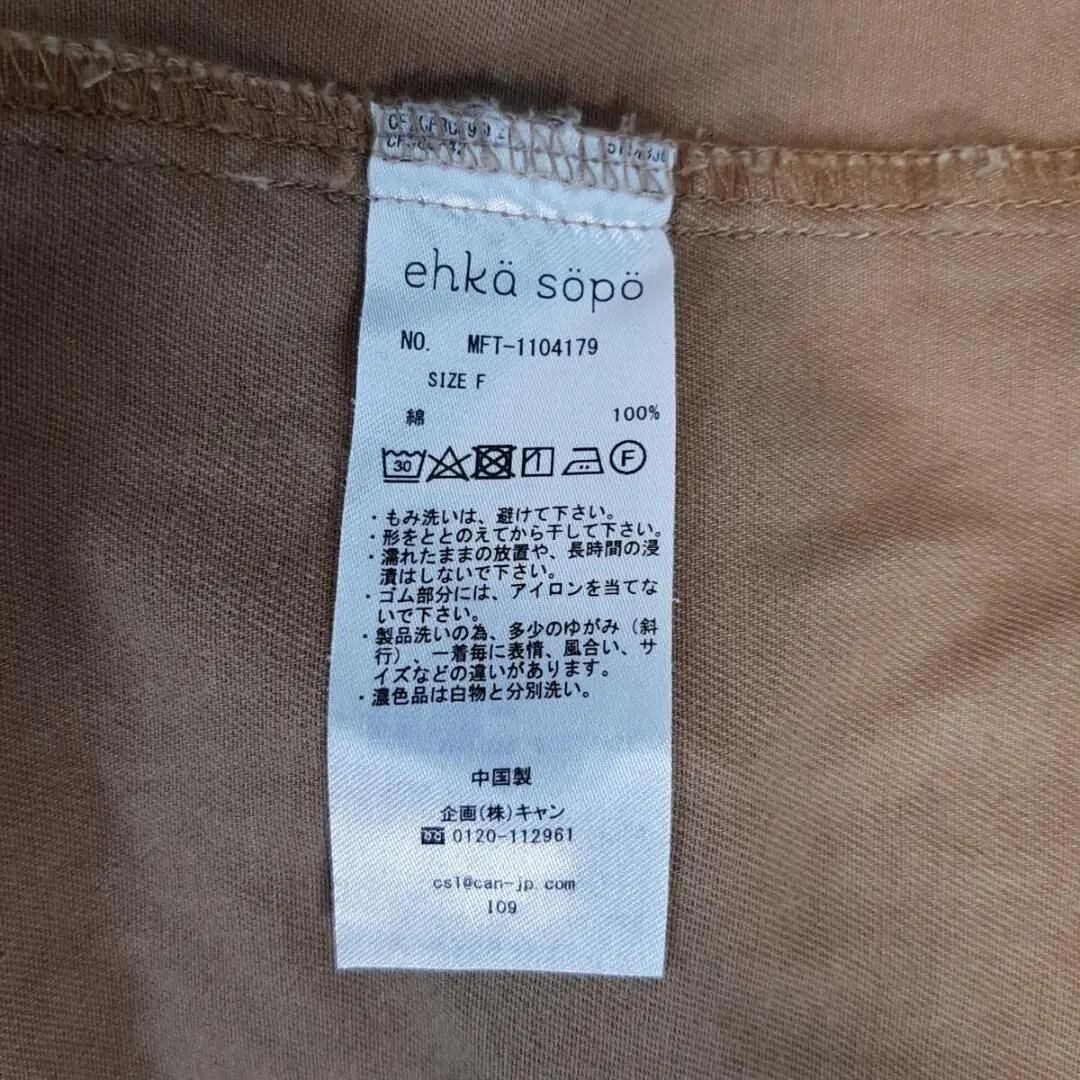 ehkä söpö
NO. MFT-1104179
SIZE F
綿 100%
30 F
・もみ洗いは、避けて下さい。
・形をととのえてから干して下さい。
・濡れたままの放置や、長時間の浸
漬はしないで下さい。
・ゴム部分には、アイロンを当てな
いで下さい。
・製品洗いの為、多少のゆがみ（斜
行）、一着毎に表情、風合い、サ
イズなどの違いがあります。
・濃色品は白物と分別洗い。
中国製
企画(株)キャン
0120-112961
csl@can-jp.com
109